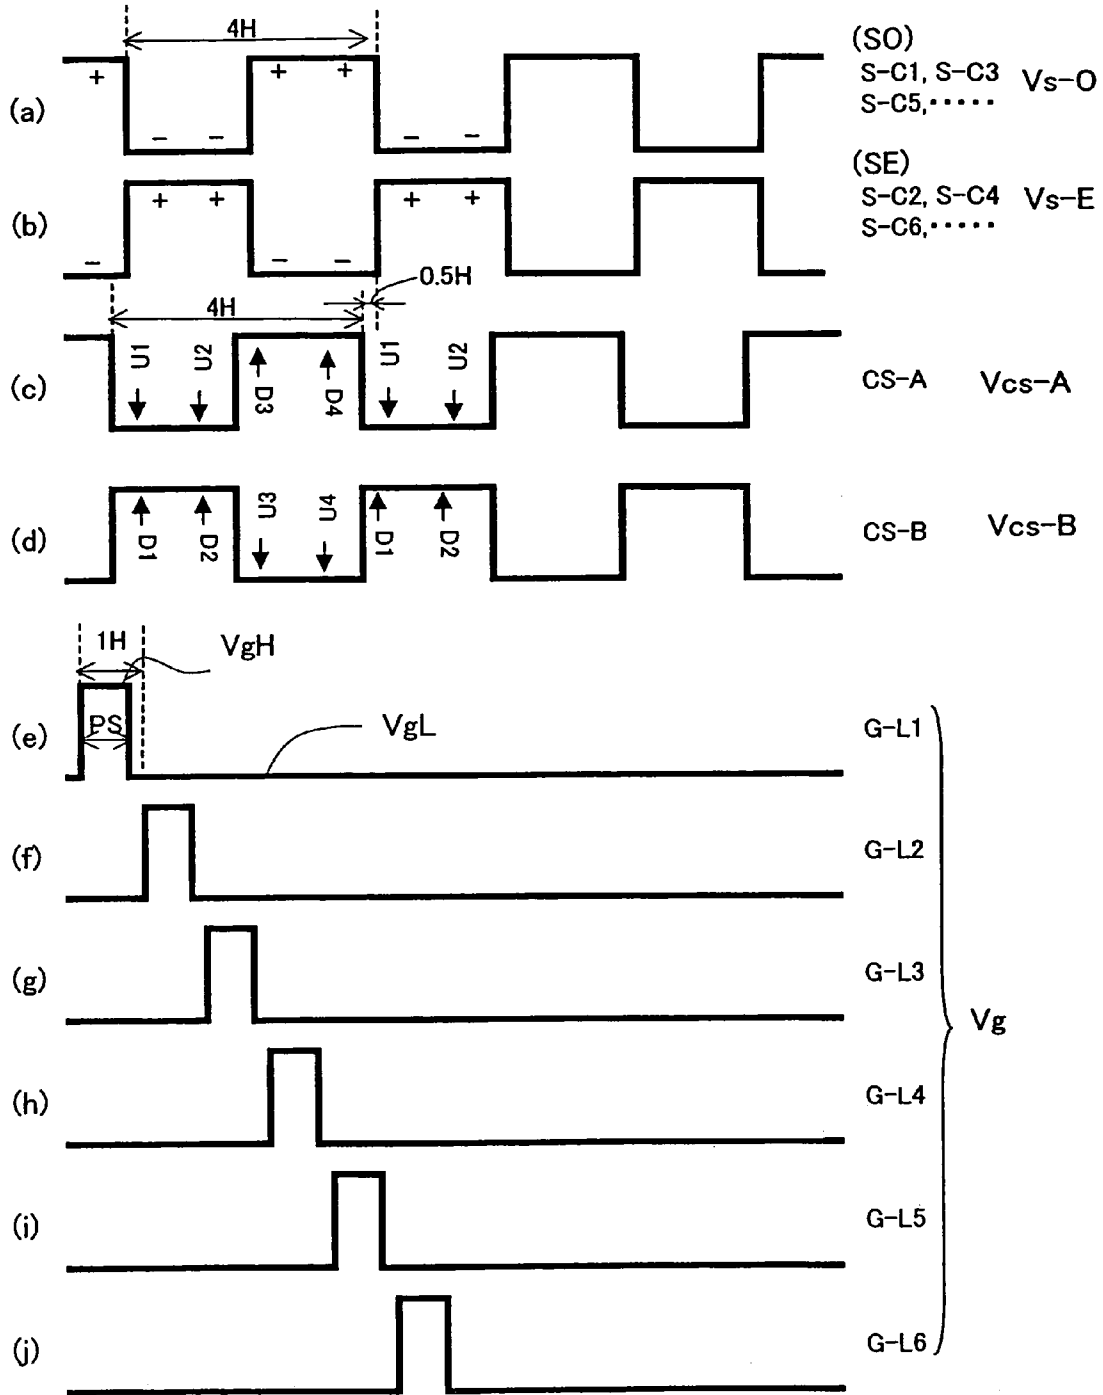 4H
(SO)
(a)
+ − − + + − −
S-C1, S-C3
S-C5,·····
Vs-O
(SE)
(b)
− + + − − + +
S-C2, S-C4
S-C6,·····
Vs-E
0.5H
4H
(c)
U1 U2 D3 D4 U1 U2
CS-A
Vcs-A
(d)
D1 D2 U3 U4 D1 D2
CS-B
Vcs-B
1H
VgH
(e)
PS
VgL
G-L1
(f)
G-L2
(g)
G-L3
Vg
(h)
G-L4
(i)
G-L5
(j)
G-L6